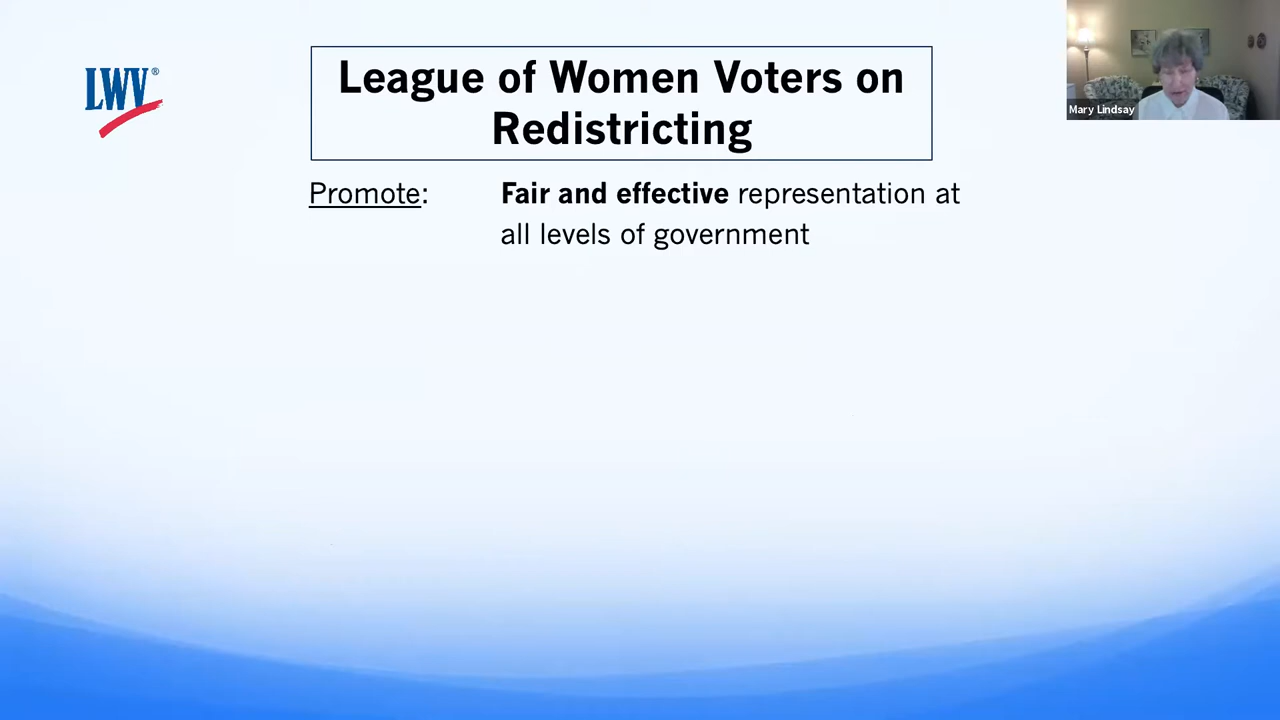 LWV®
League of Women Voters on
Redistricting
Mary Lindsay
Promote: Fair and effective representation at
all levels of government